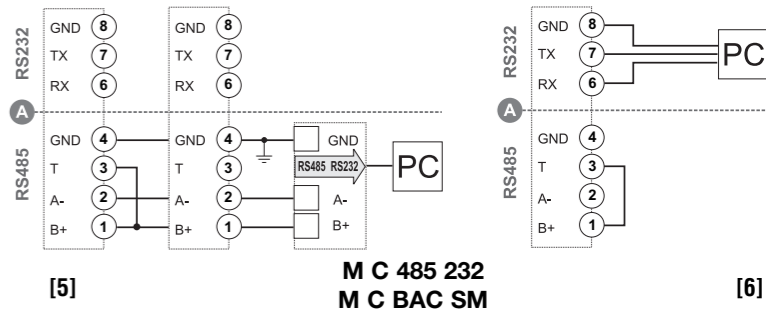 RS232
GND 8 GND 8
TX 7 TX 7
RX 6 RX 6
A
RS485
GND 4 GND 4 GND
T 3 T 3 RS485 RS232 PC
A- 2 A- 2 A-
B+ 1 B+ 1 B+
[5]
M C 485 232
M C BAC SM
RS232
GND 8
TX 7 PC
RX 6
A
RS485
GND 4
T 3
A- 2
B+ 1
[6]